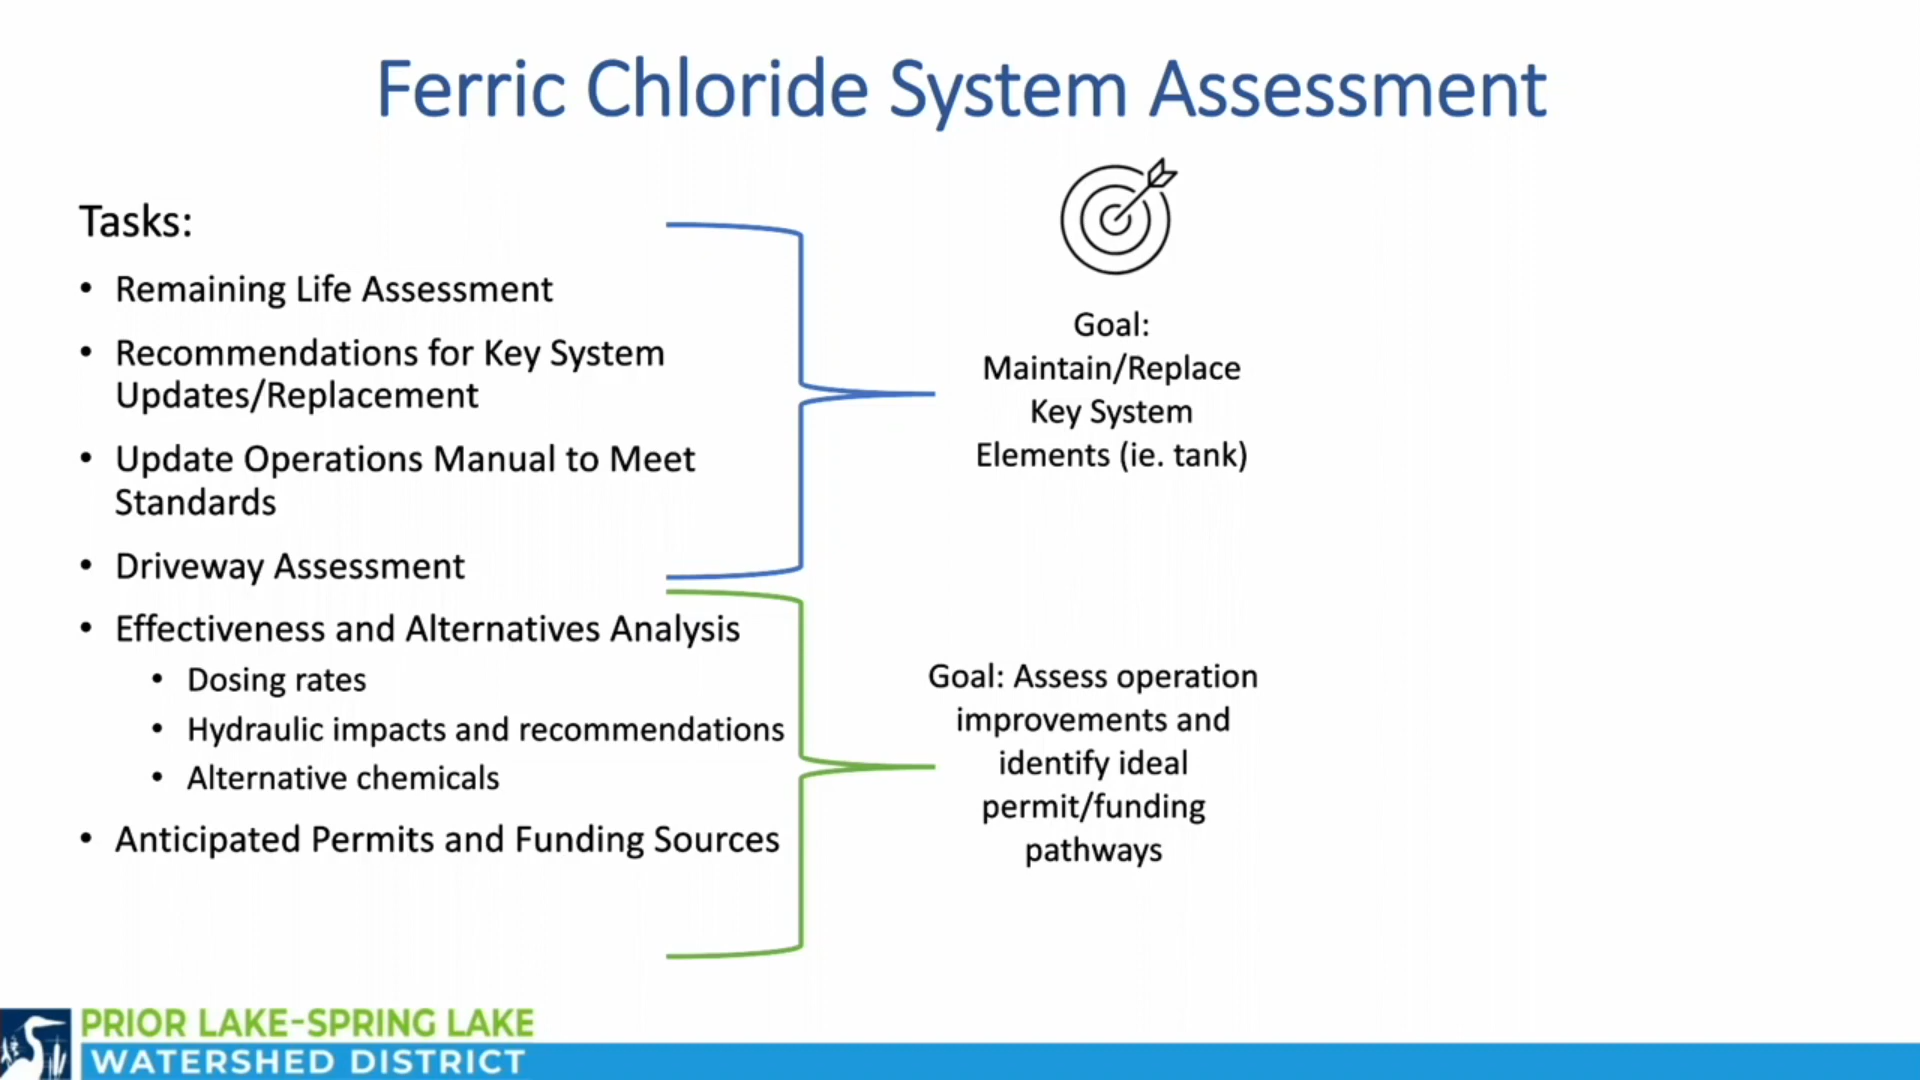 Ferric Chloride System Assessment
Tasks:
• Remaining Life Assessment
• Recommendations for Key System
Updates/Replacement
• Update Operations Manual to Meet
Standards
• Driveway Assessment
• Effectiveness and Alternatives Analysis
• Dosing rates
• Hydraulic impacts and recommendations
• Alternative chemicals
• Anticipated Permits and Funding Sources
Goal:
Maintain/Replace
Key System
Elements (ie. tank)
Goal: Assess operation
improvements and
identify ideal
permit/funding
pathways
PRIOR LAKE-SPRING LAKE
WATERSHED DISTRICT